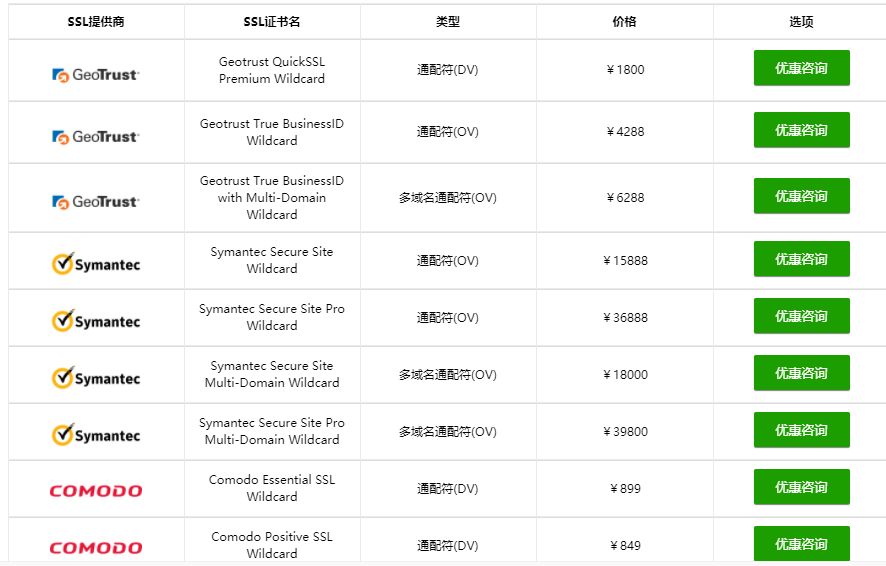 SSL提供商 SSL证书名 类型 价格 选项
GeoTrust Geotrust QuickSSL Premium Wildcard 通配符(DV) ¥1800 优惠咨询
GeoTrust Geotrust True BusinessID Wildcard 通配符(OV) ¥4288 优惠咨询
GeoTrust Geotrust True BusinessID with Multi-Domain Wildcard 多域名通配符(OV) ¥6288 优惠咨询
Symantec Symantec Secure Site Wildcard 通配符(OV) ¥15888 优惠咨询
Symantec Symantec Secure Site Pro Wildcard 通配符(OV) ¥36888 优惠咨询
Symantec Symantec Secure Site Multi-Domain Wildcard 多域名通配符(OV) ¥18000 优惠咨询
Symantec Symantec Secure Site Pro Multi-Domain Wildcard 多域名通配符(OV) ¥39800 优惠咨询
COMODO Comodo Essential SSL Wildcard 通配符(DV) ¥899 优惠咨询
COMODO Comodo Positive SSL Wildcard 通配符(DV) ¥849 优惠咨询